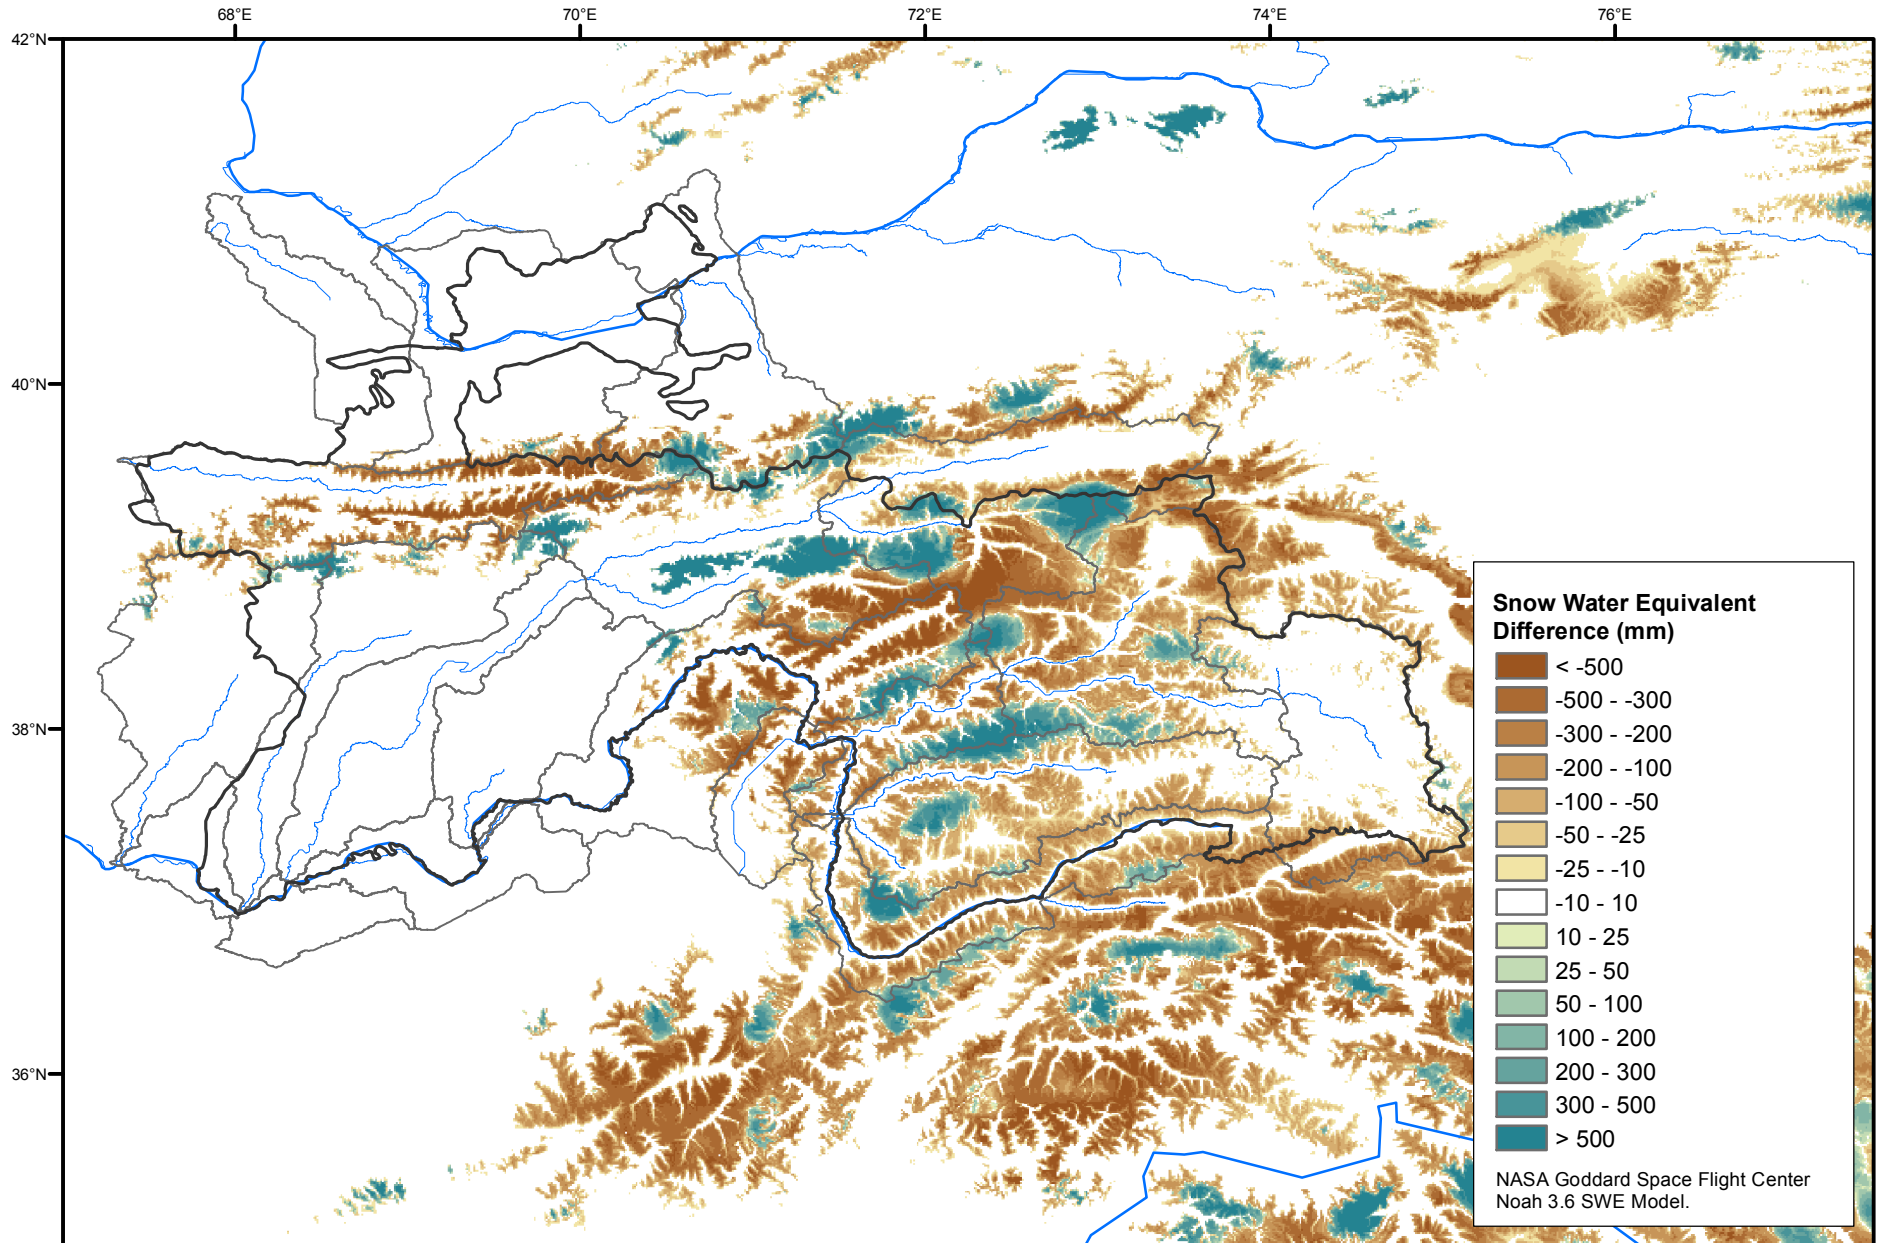 68°E 70°E 72°E 74°E 76°E
42°N
40°N
38°N
36°N
Snow Water Equivalent
Difference (mm)
< -500
-500 - -300
-300 - -200
-200 - -100
-100 - -50
-50 - -25
-25 - -10
-10 - 10
10 - 25
25 - 50
50 - 100
100 - 200
200 - 300
300 - 500
> 500
NASA Goddard Space Flight Center
Noah 3.6 SWE Model.